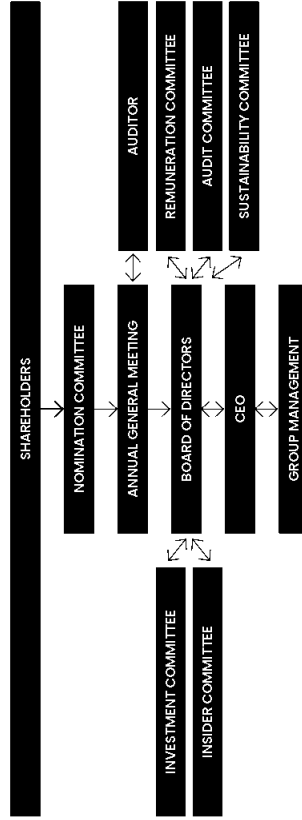 SHAREHOLDERS
NOMINATION COMMITTEE
ANNUAL GENERAL MEETING
AUDITOR
BOARD OF DIRECTORS
INVESTMENT COMMITTEE
INSIDER COMMITTEE
REMUNERATION COMMITTEE
AUDIT COMMITTEE
SUSTAINABILITY COMMITTEE
CEO
GROUP MANAGEMENT